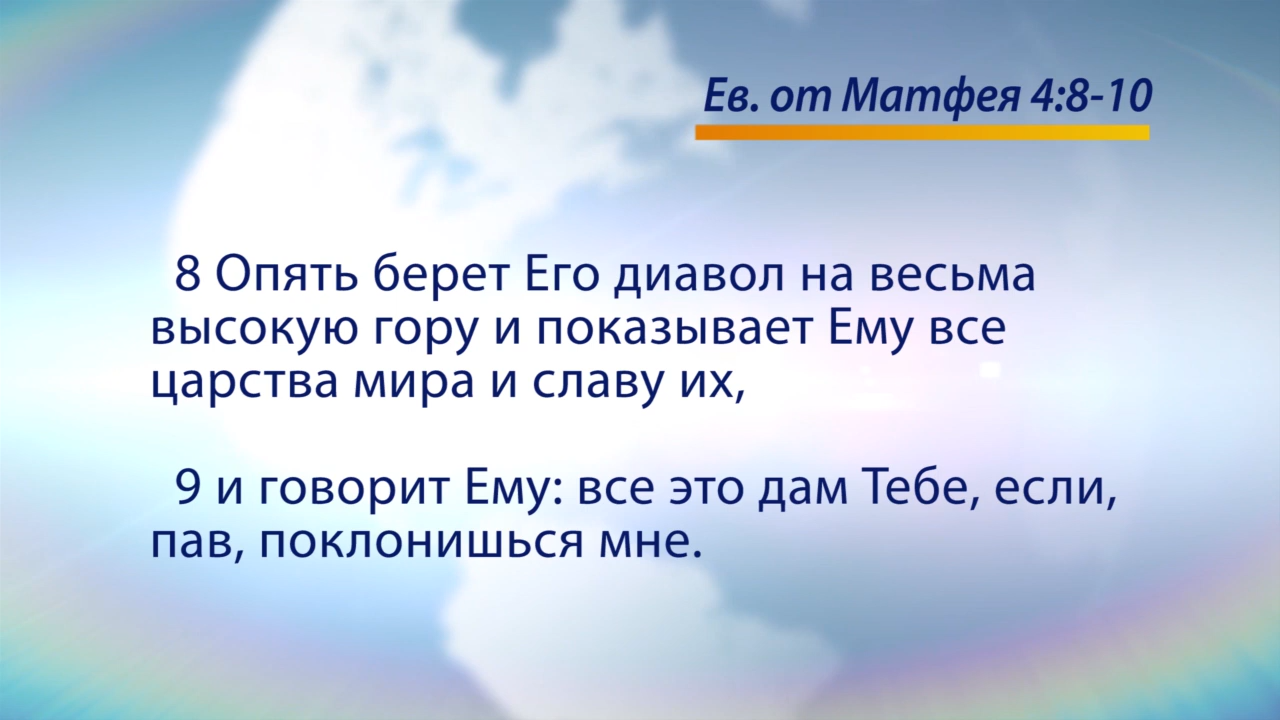 Ев. от Матфея 4:8-10
8 Опять берет Его диавол на весьма
высокую гору и показывает Ему все
царства мира и славу их,
9 и говорит Ему: все это дам Тебе, если,
пав, поклонишься мне.